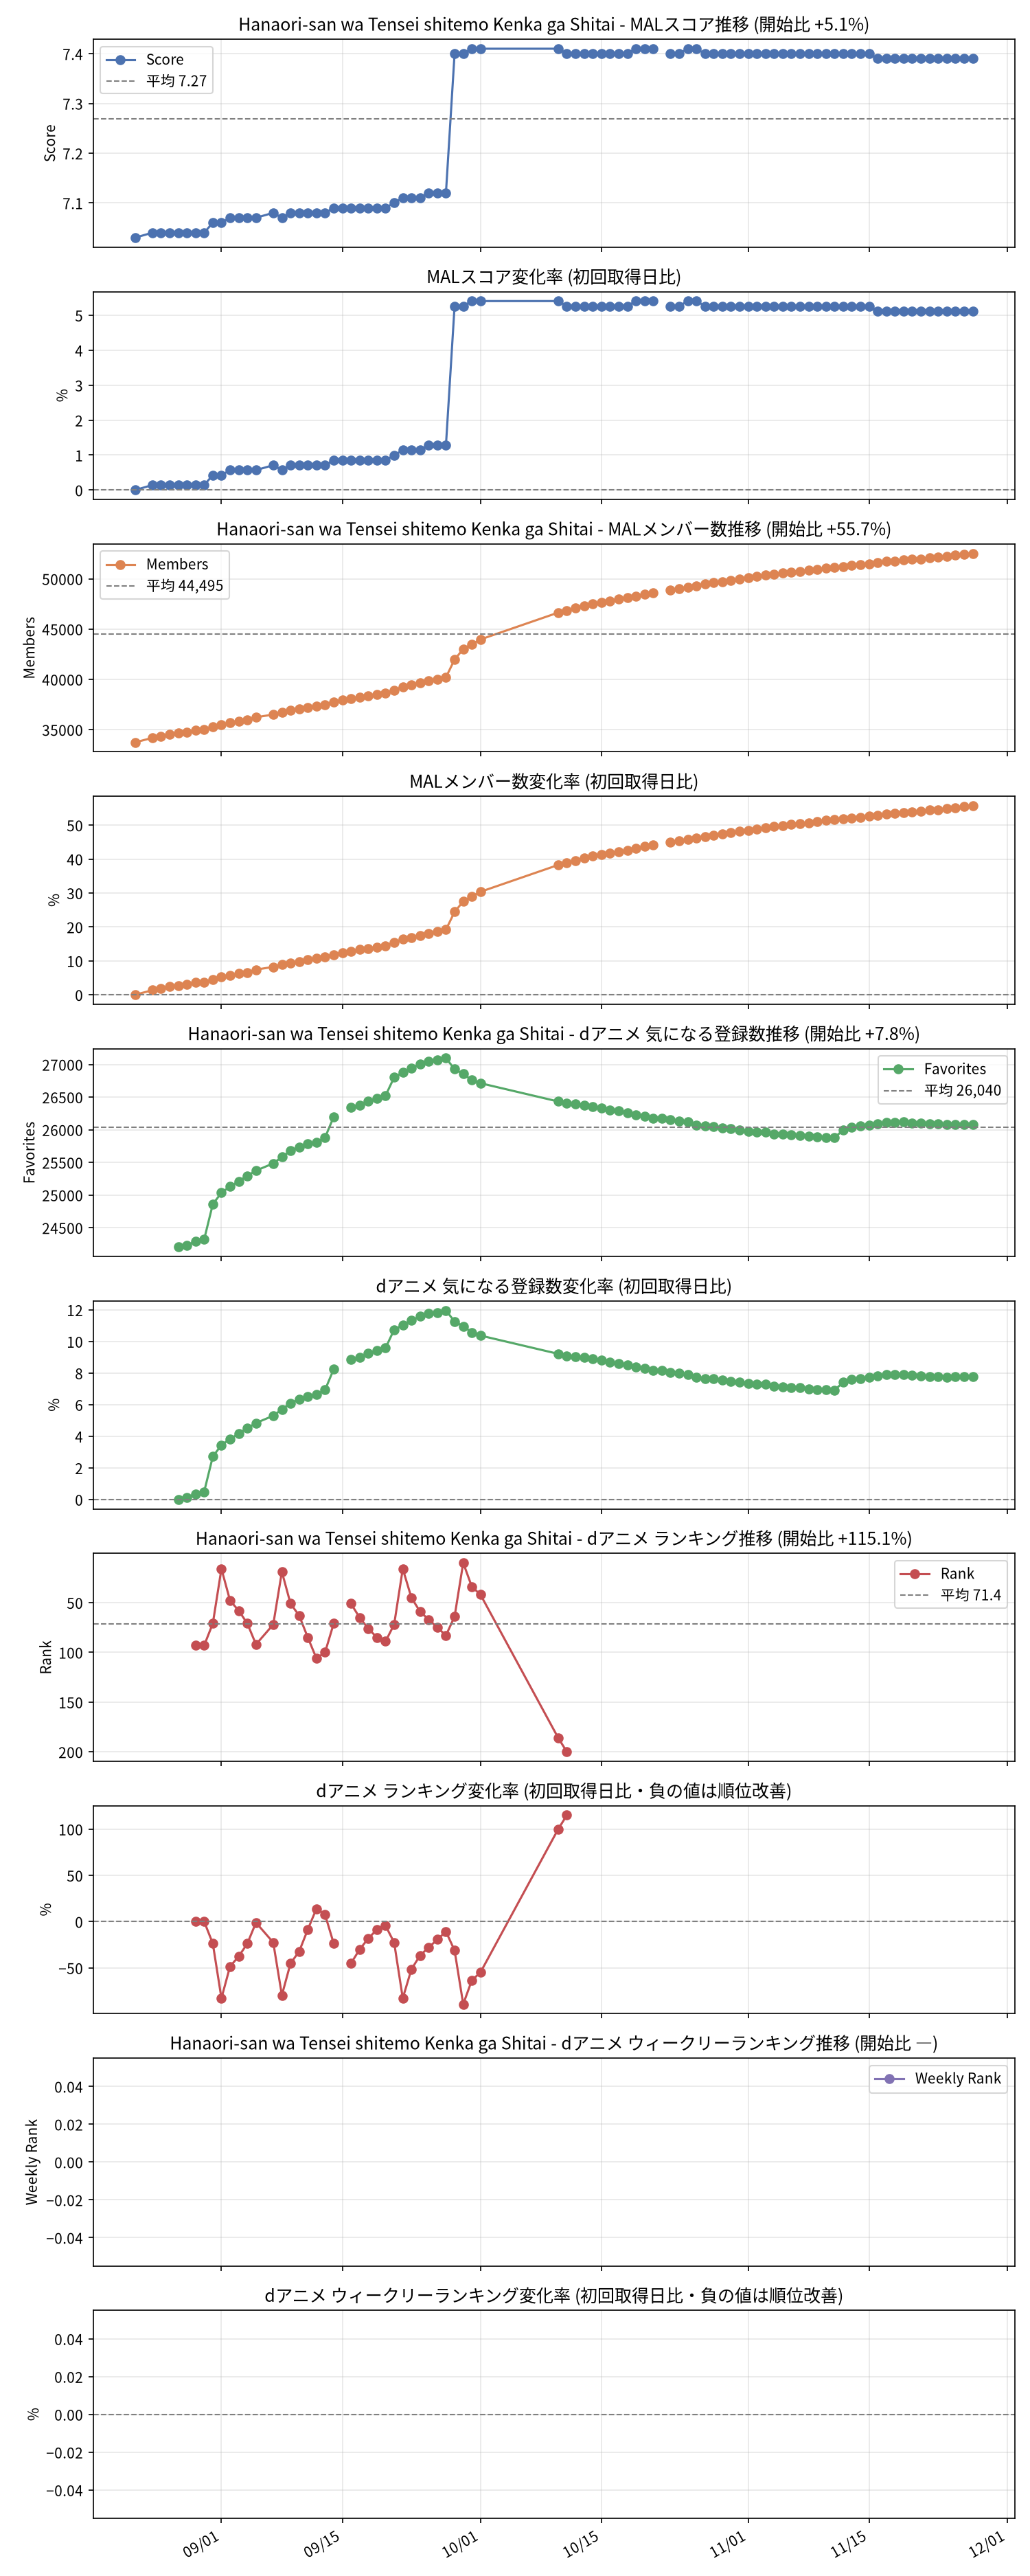 Hanaori-san wa Tensei shitemo Kenka ga Shitai - MALスコア推移 (開始比 +5.1%)
Score
平均 7.27
7.4
7.3
7.2
7.1
Score
MALスコア変化率 (初回取得日比)
5
4
3
2
1
0
%
Hanaori-san wa Tensei shitemo Kenka ga Shitai - MALメンバー数推移 (開始比 +55.7%)
Members
平均 44,495
50000
45000
40000
35000
Members
MALメンバー数変化率 (初回取得日比)
50
40
30
20
10
0
%
Hanaori-san wa Tensei shitemo Kenka ga Shitai - dアニメ 気になる登録数推移 (開始比 +7.8%)
Favorites
平均 26,040
27000
26500
26000
25500
25000
24500
Favorites
dアニメ 気になる登録数変化率 (初回取得日比)
12
10
8
6
4
2
0
%
Hanaori-san wa Tensei shitemo Kenka ga Shitai - dアニメ ランキング推移 (開始比 +115.1%)
Rank
平均 71.4
50
100
150
200
Rank
dアニメ ランキング変化率 (初回取得日比・負の値は順位改善)
100
50
0
−50
%
Hanaori-san wa Tensei shitemo Kenka ga Shitai - dアニメ ウィークリーランキング推移 (開始比 —)
Weekly Rank
0.04
0.02
0.00
−0.02
−0.04
Weekly Rank
dアニメ ウィークリーランキング変化率 (初回取得日比・負の値は順位改善)
0.04
0.02
0.00
−0.02
−0.04
%
09/01
09/15
10/01
10/15
11/01
11/15
12/01